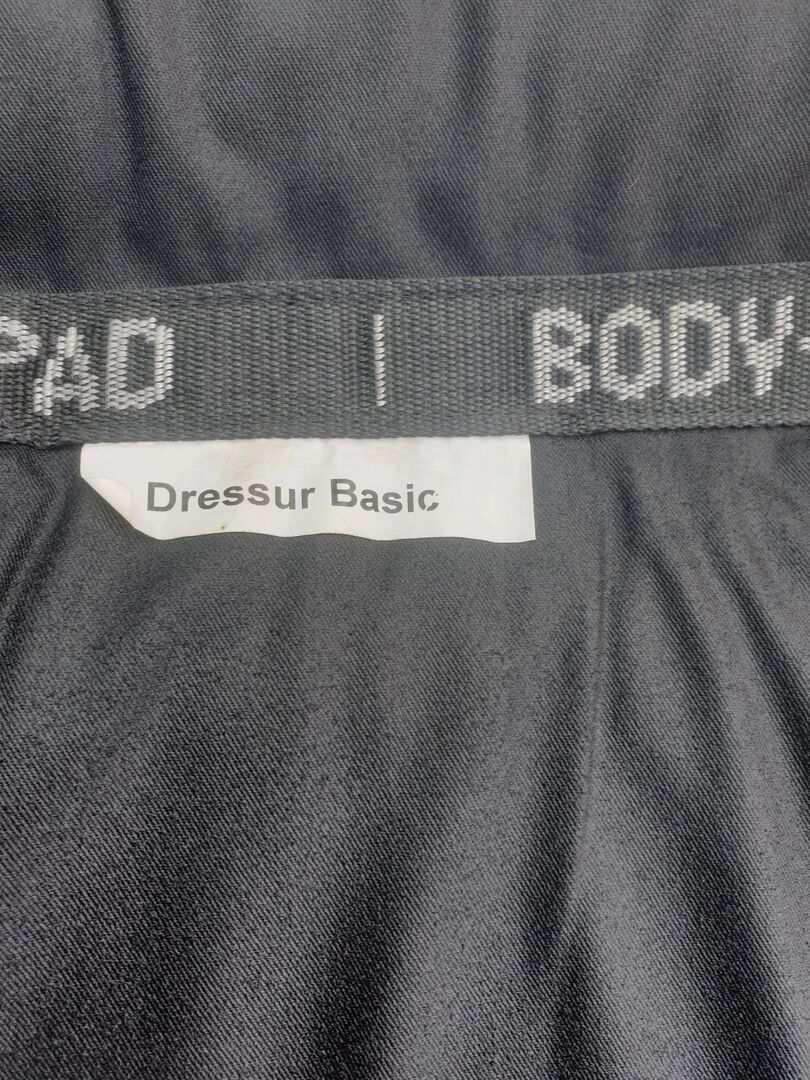 PAD | BODY-
Dressur Basic